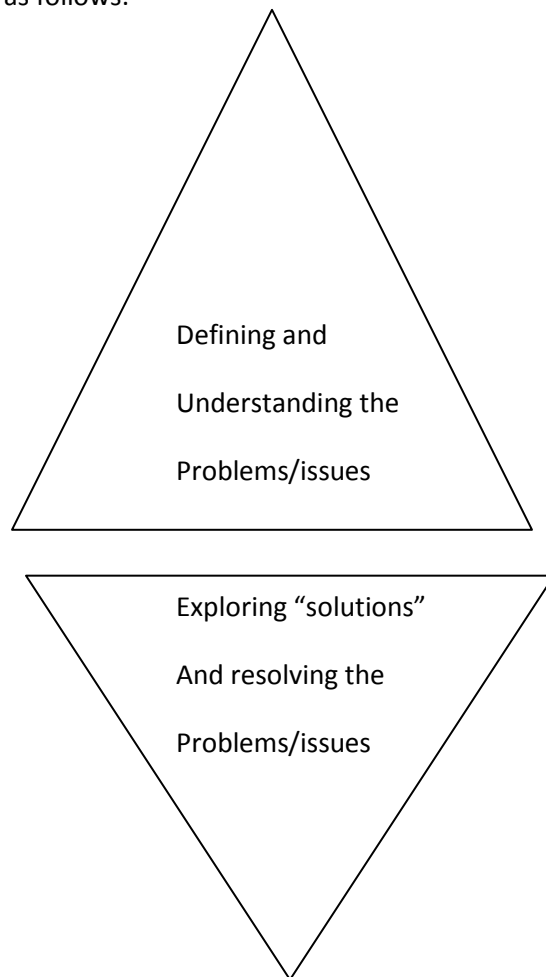 as follows:
Defining and
Understanding the
Problems/issues
Exploring “solutions”
And resolving the
Problems/issues